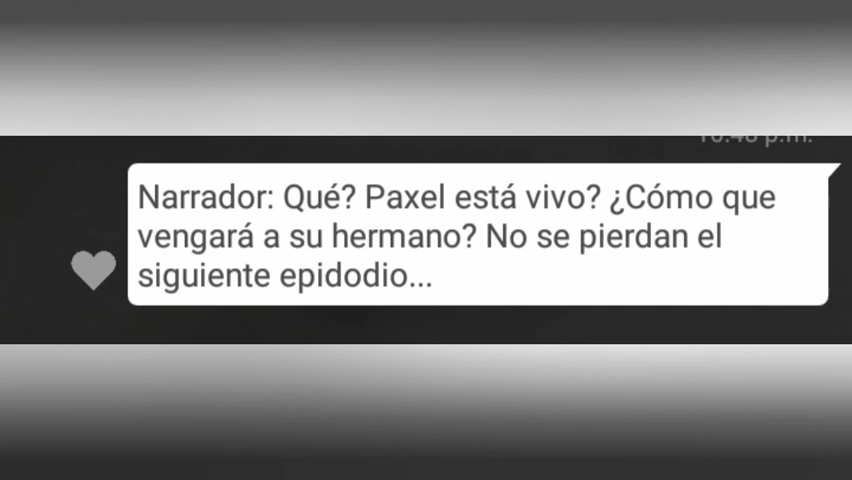 Narrador: Qué? Paxel está vivo? ¿Cómo que
vengará a su hermano? No se pierdan el
siguiente epidodio...